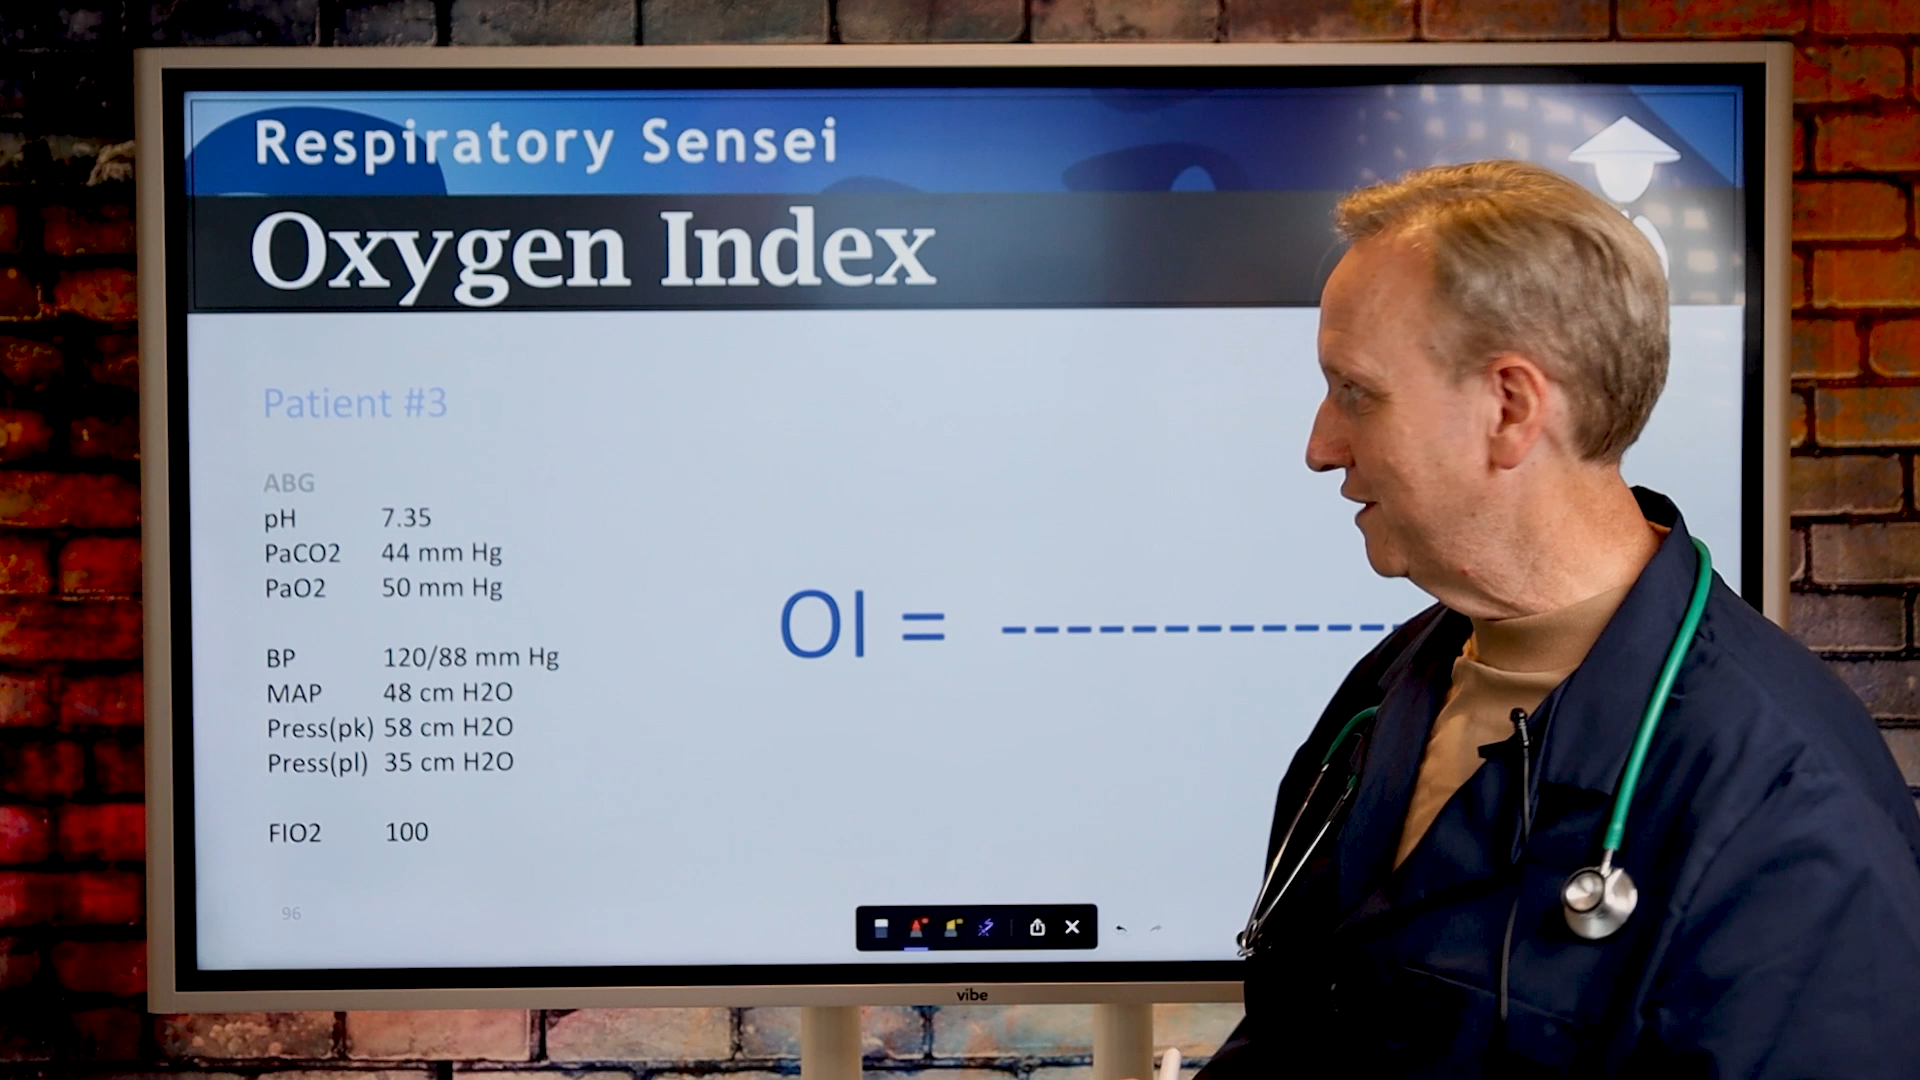 Respiratory Sensei
Oxygen Index
Patient #3
ABG
pH 7.35
PaCO2 44 mm Hg
PaO2 50 mm Hg
BP 120/88 mm Hg
MAP 48 cm H2O
Press(pk) 58 cm H2O
Press(pl) 35 cm H2O
FIO2 100
OI = ------------
96
vibe